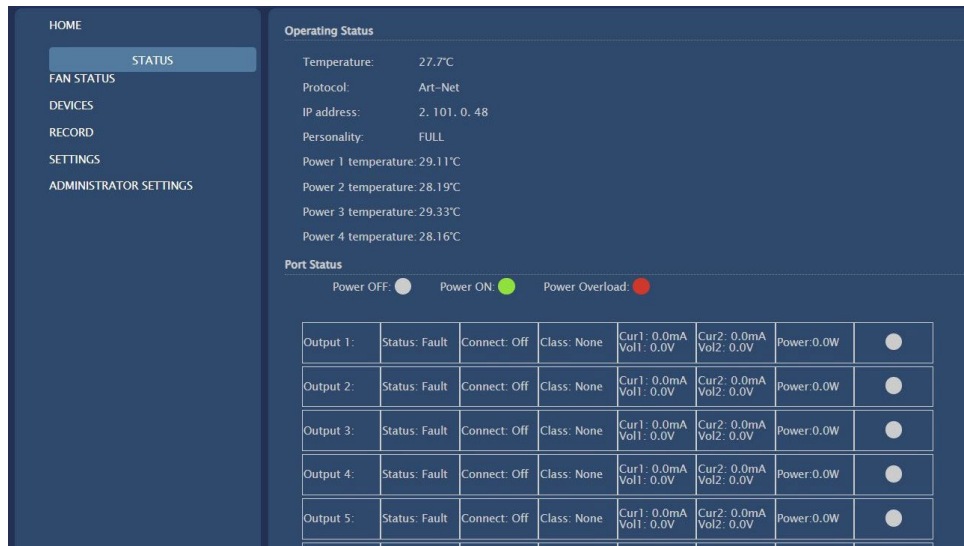 HOME
STATUS
FAN STATUS
DEVICES
RECORD
SETTINGS
ADMINISTRATOR SETTINGS
Operating Status
Temperature: 27.7°C
Protocol: Art-Net
IP address: 2. 101. 0. 48
Personality: FULL
Power 1 temperature: 29.11°C
Power 2 temperature: 28.19°C
Power 3 temperature: 29.33°C
Power 4 temperature: 28.16°C
Port Status
Power OFF: Power ON: Power Overload:
Output 1: Status: Fault Connect: Off Class: None Cur1: 0.0mA Vol1: 0.0V Cur2: 0.0mA Vol2: 0.0V Power:0.0W
Output 2: Status: Fault Connect: Off Class: None Cur1: 0.0mA Vol1: 0.0V Cur2: 0.0mA Vol2: 0.0V Power:0.0W
Output 3: Status: Fault Connect: Off Class: None Cur1: 0.0mA Vol1: 0.0V Cur2: 0.0mA Vol2: 0.0V Power:0.0W
Output 4: Status: Fault Connect: Off Class: None Cur1: 0.0mA Vol1: 0.0V Cur2: 0.0mA Vol2: 0.0V Power:0.0W
Output 5: Status: Fault Connect: Off Class: None Cur1: 0.0mA Vol1: 0.0V Cur2: 0.0mA Vol2: 0.0V Power:0.0W